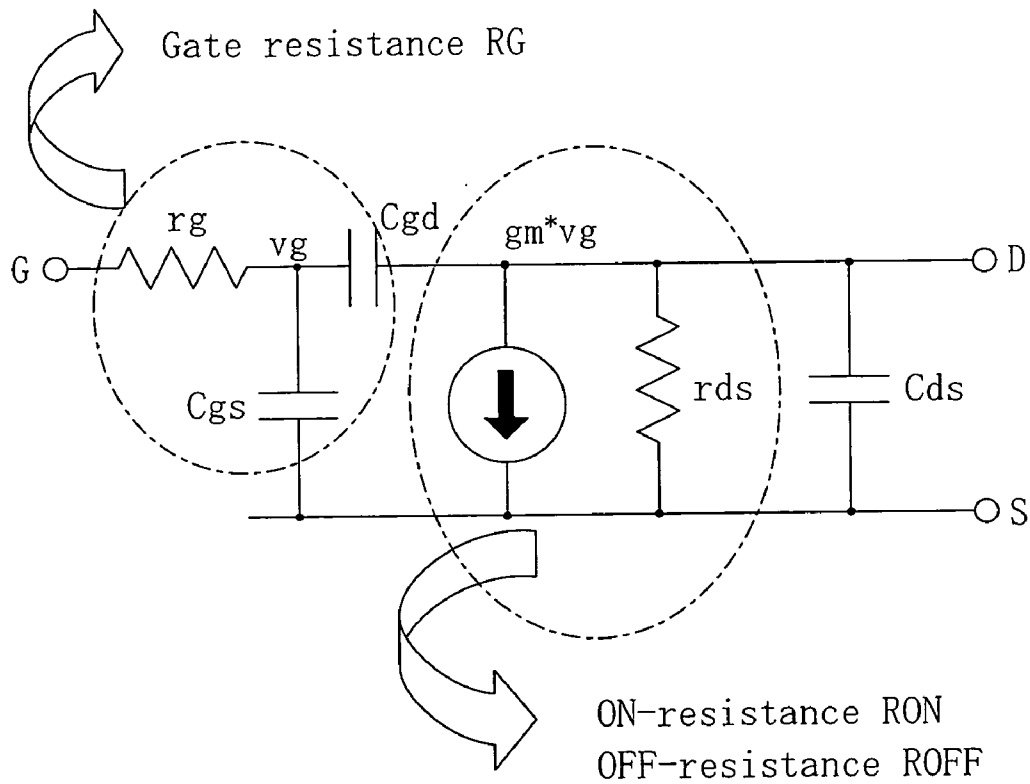 Gate resistance RG
rg
vg
Cgd
gm*vg
G
D
Cgs
rds
Cds
S
ON-resistance RON
OFF-resistance ROFF